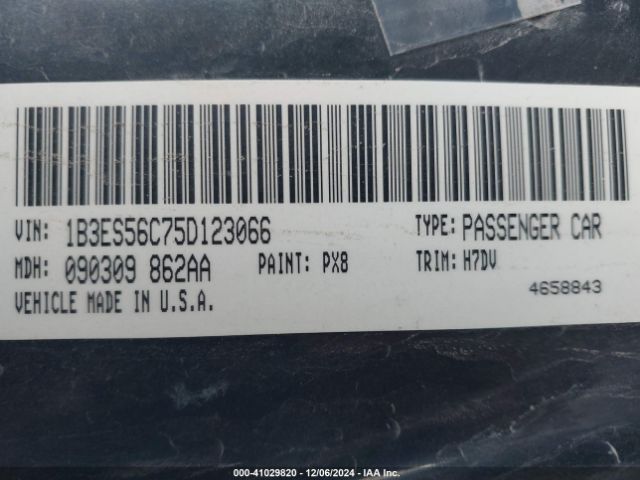 VIN: 1B3ES56C75D123066 TYPE: PASSENGER CAR
MDH: 090309 862AA PAINT: PX8 TRIM: H7DV
4658843
VEHICLE MADE IN U.S.A.
000-41029820 - 12/06/2024 - IAA Inc.